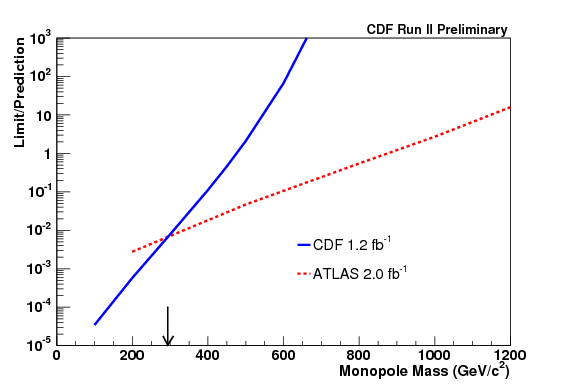 CDF Run II Preliminary
Limit/Prediction
10³
10²
10
1
10⁻¹
10⁻²
10⁻³
10⁻⁴
10⁻⁵
CDF 1.2 fb⁻¹
ATLAS 2.0 fb⁻¹
0 200 400 600 800 1000 1200
Monopole Mass (GeV/c²)